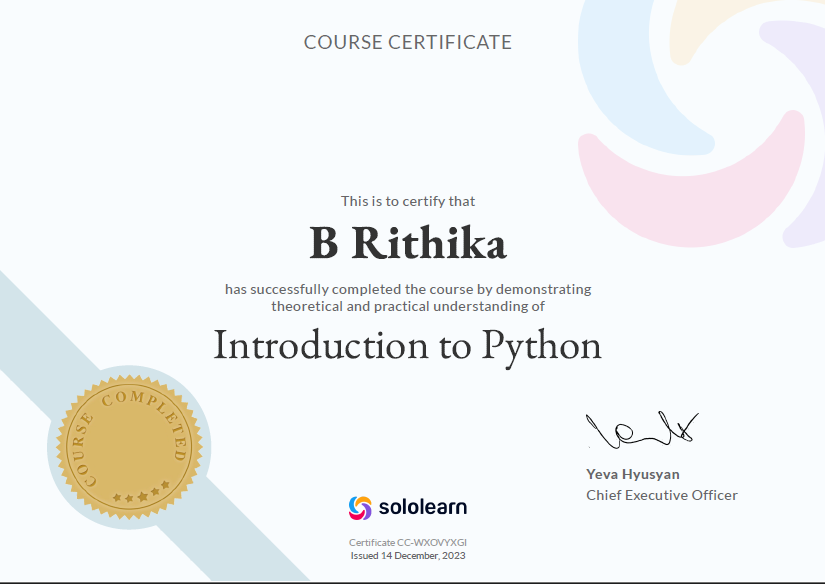 COURSE CERTIFICATE
This is to certify that
B Rithika
has successfully completed the course by demonstrating
theoretical and practical understanding of
Introduction to Python
COURSE COMPLETED
Yeva Hyusyan
Chief Executive Officer
sololearn
Certificate CC-WXOVYXGI
Issued 14 December, 2023